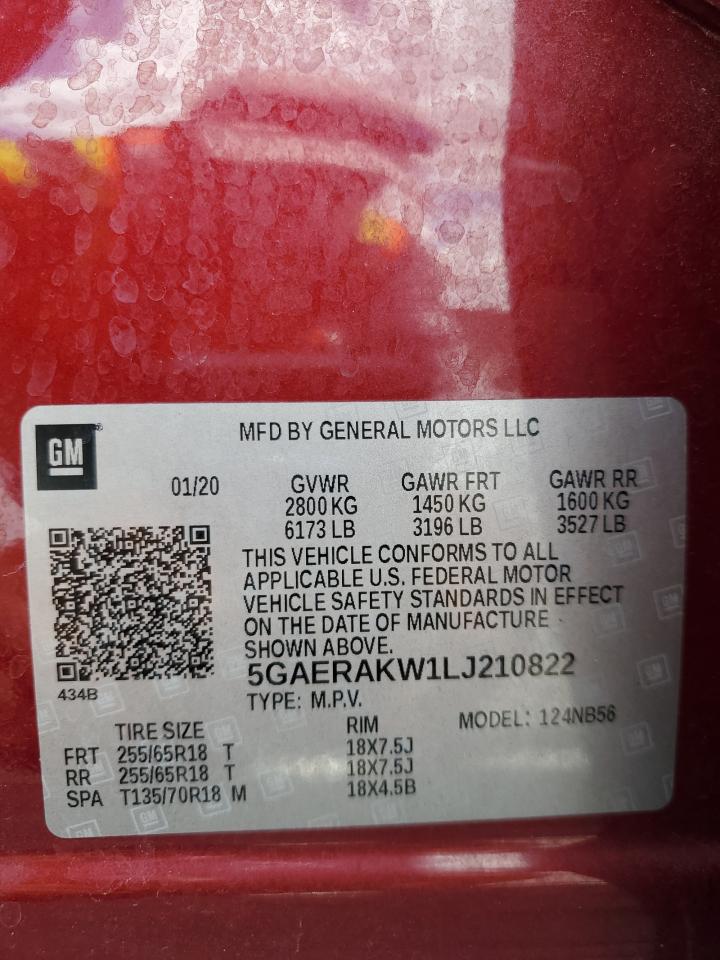 MFD BY GENERAL MOTORS LLC
GM
01/20 GVWR GAWR FRT GAWR RR
2800 KG 1450 KG 1600 KG
6173 LB 3196 LB 3527 LB
THIS VEHICLE CONFORMS TO ALL
APPLICABLE U.S. FEDERAL MOTOR
VEHICLE SAFETY STANDARDS IN EFFECT
ON THE DATE OF MANUFACTURE
SHOWN ABOVE.
5GAERAKW1LJ210822
434B
TYPE: M.P.V.
MODEL: 124NB56
TIRE SIZE RIM
FRT 255/65R18 T 18X7.5J
RR 255/65R18 T 18X7.5J
SPA T135/70R18 M 18X4.5B